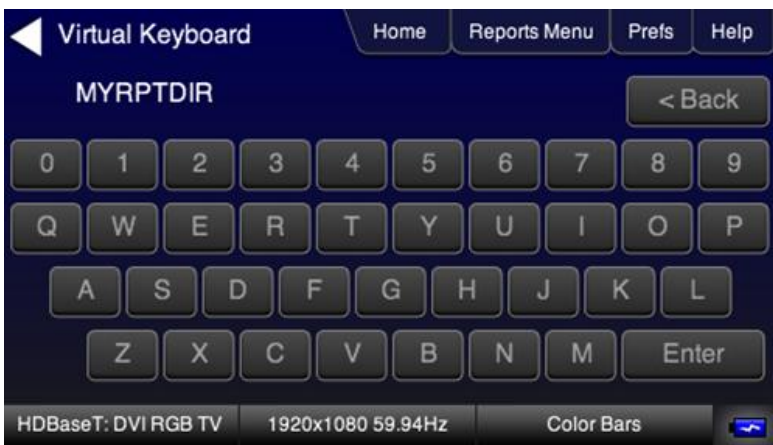 Virtual Keyboard Home Reports Menu Prefs Help
MYRPTDIR < Back
0 1 2 3 4 5 6 7 8 9
Q W E R T Y U I O P
A S D F G H J K L
Z X C V B N M Enter
HDBaseT: DVI RGB TV 1920x1080 59.94Hz Color Bars